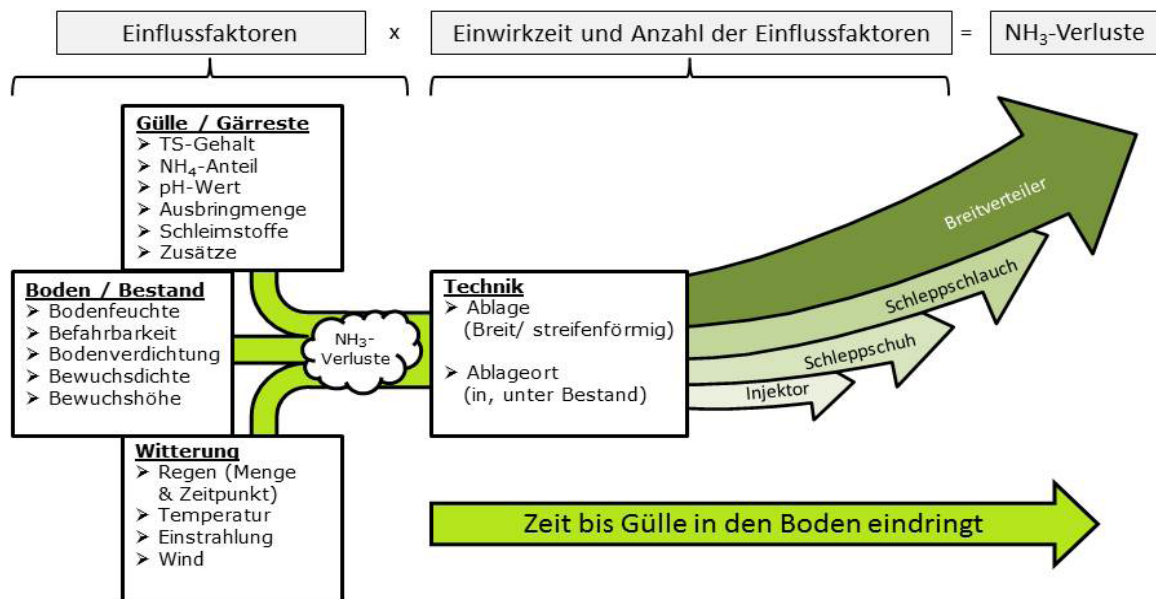 Einflussfaktoren x Einwirkzeit und Anzahl der Einflussfaktoren = NH₃-Verluste
Gülle / Gärreste
➢ TS-Gehalt
➢ NH₄-Anteil
➢ pH-Wert
➢ Ausbringmenge
➢ Schleimstoffe
➢ Zusätze
Boden / Bestand
➢ Bodenfeuchte
➢ Befahrbarkeit
➢ Bodenverdichtung
➢ Bewuchsdichte
➢ Bewuchshöhe
Witterung
➢ Regen (Menge
& Zeitpunkt)
➢ Temperatur
➢ Einstrahlung
➢ Wind
NH₃-
Verluste
Technik
➢ Ablage
(Breit/ streifenförmig)
➢ Ablageort
(in, unter Bestand)
Breitverteiler
Schleppschlauch
Schleppschuh
Injektor
Zeit bis Gülle in den Boden eindringt